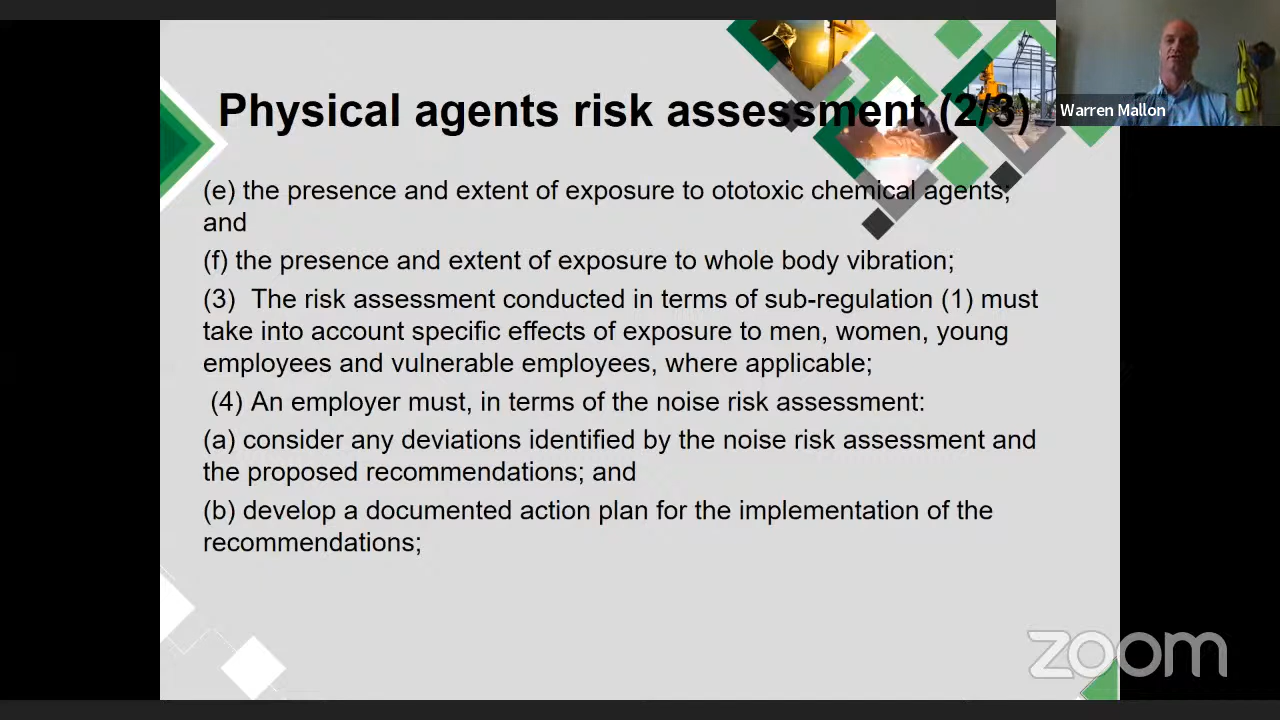 Physical agents risk assessment (2/3)
Warren Mallon
(e) the presence and extent of exposure to ototoxic chemical agents;
and
(f) the presence and extent of exposure to whole body vibration;
(3) The risk assessment conducted in terms of sub-regulation (1) must
take into account specific effects of exposure to men, women, young
employees and vulnerable employees, where applicable;
(4) An employer must, in terms of the noise risk assessment:
(a) consider any deviations identified by the noise risk assessment and
the proposed recommendations; and
(b) develop a documented action plan for the implementation of the
recommendations;
zoom